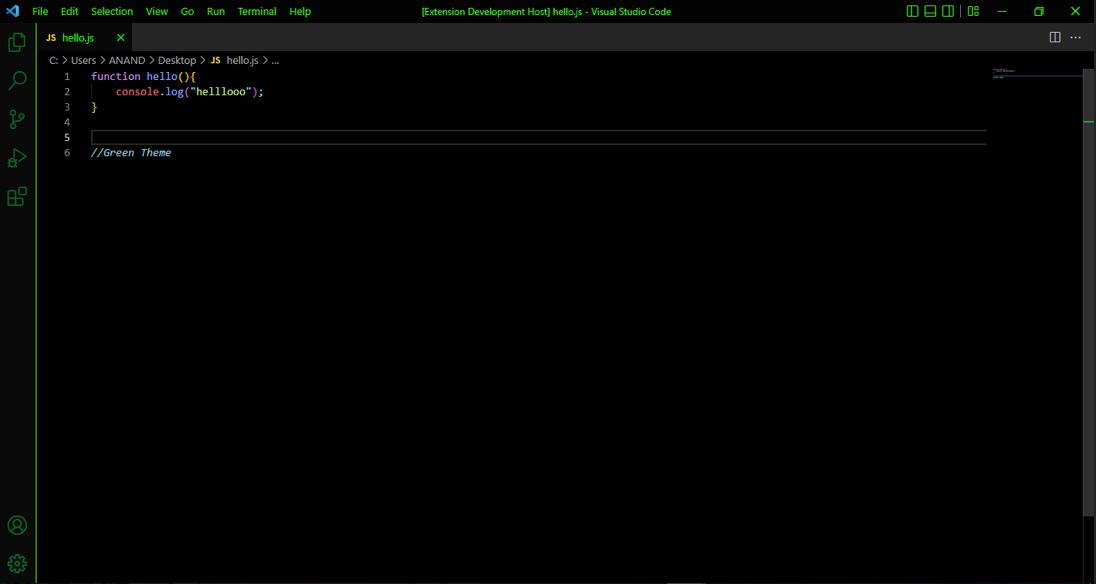 File Edit Selection View Go Run Terminal Help [Extension Development Host] hello.js - Visual Studio Code
JS hello.js
C: > Users > ANAND > Desktop > JS hello.js > ...
1 function hello(){
2 console.log("helllooo");
3 }
4
5
6 //Green Theme